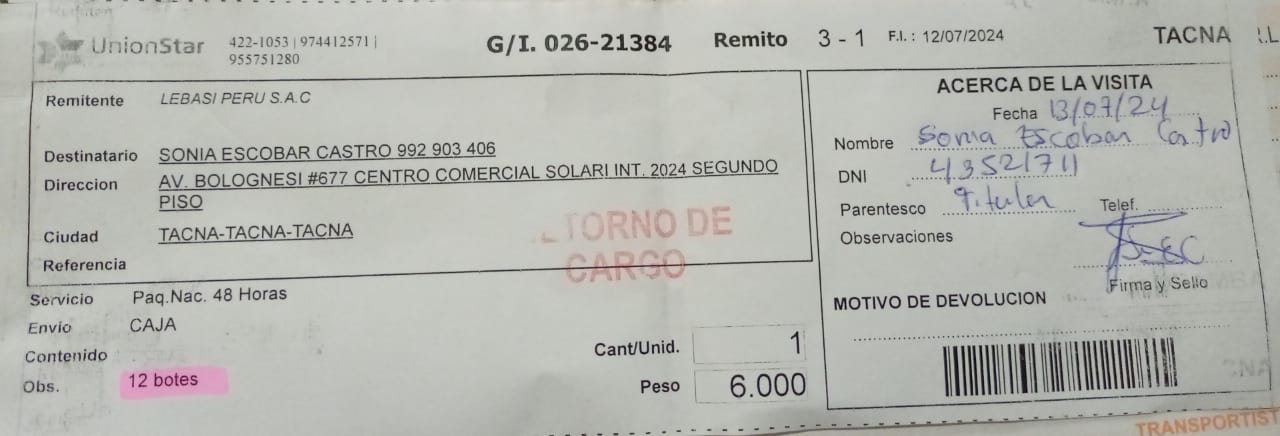 UnionStar 422-1053 | 974412571 |
955751280
G/I. 026-21384 Remito 3 - 1 F.I.: 12/07/2024 TACNA
Remitente LEBASI PERU S.A.C
Destinatario SONIA ESCOBAR CASTRO 992 903 406
Direccion AV. BOLOGNESI #677 CENTRO COMERCIAL SOLARI INT. 2024 SEGUNDO
PISO
Ciudad TACNA-TACNA-TACNA
Referencia
TORNO DE
CARGO
Servicio Paq.Nac. 48 Horas
Envio CAJA
Contenido
Obs. 12 botes
Cant/Unid. 1
Peso 6.000
ACERCA DE LA VISITA
Fecha 13/07/24
Nombre Sonia Escobar Castro
DNI 43521711
Parentesco Titular Telef.
Observaciones
Firma y Sello
MOTIVO DE DEVOLUCION
TRANSPORTIST